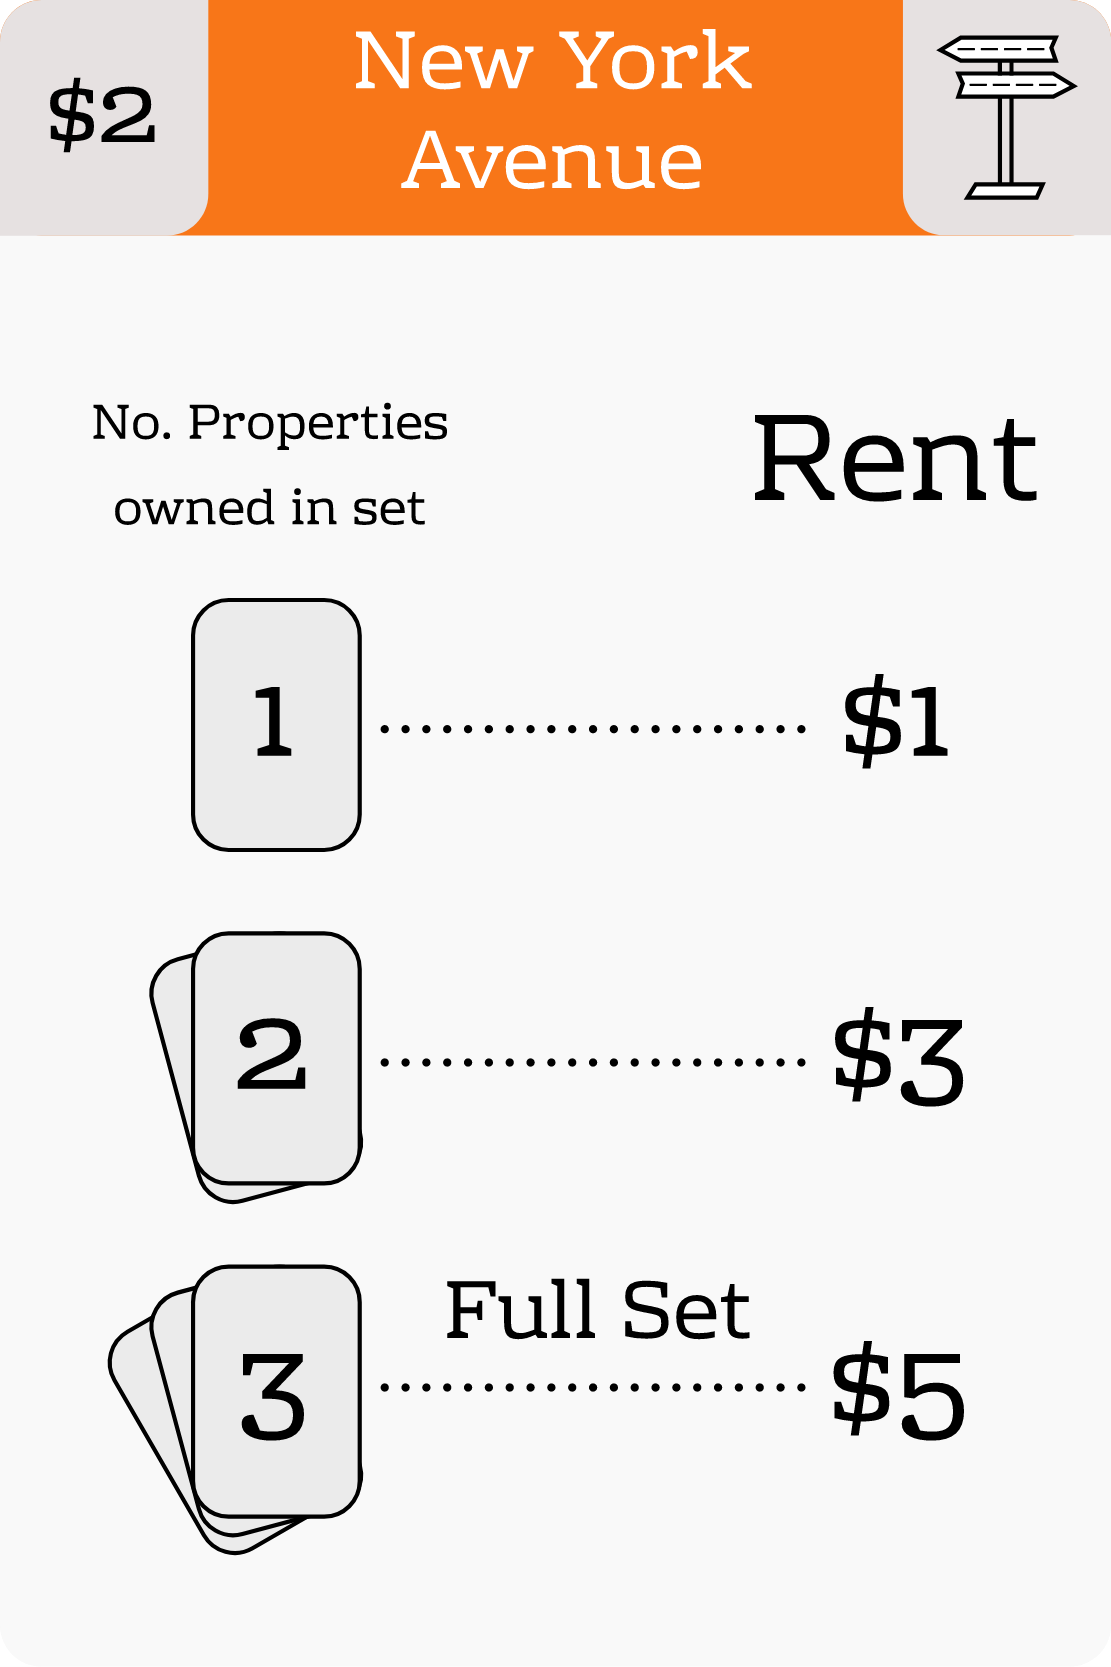 $2
New York
Avenue
No. Properties
owned in set
Rent
1 $1
2 $3
Full Set
3 $5